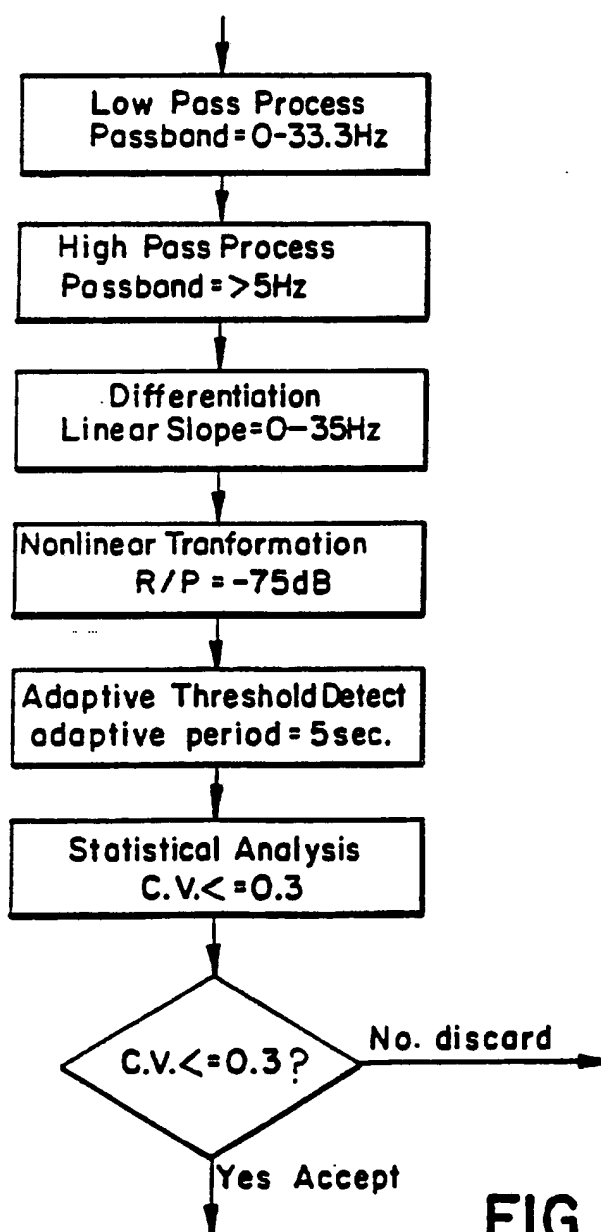 Low Pass Process
Passband=0-33.3Hz
High Pass Process
Passband=>5Hz
Differentiation
Linear Slope=0-35Hz
Nonlinear Tranformation
R/P=-75dB
Adaptive Threshold Detect
adaptive period=5sec.
Statistical Analysis
C.V.<=0.3
C.V.<=0.3?
No. discard
Yes Accept
FIG